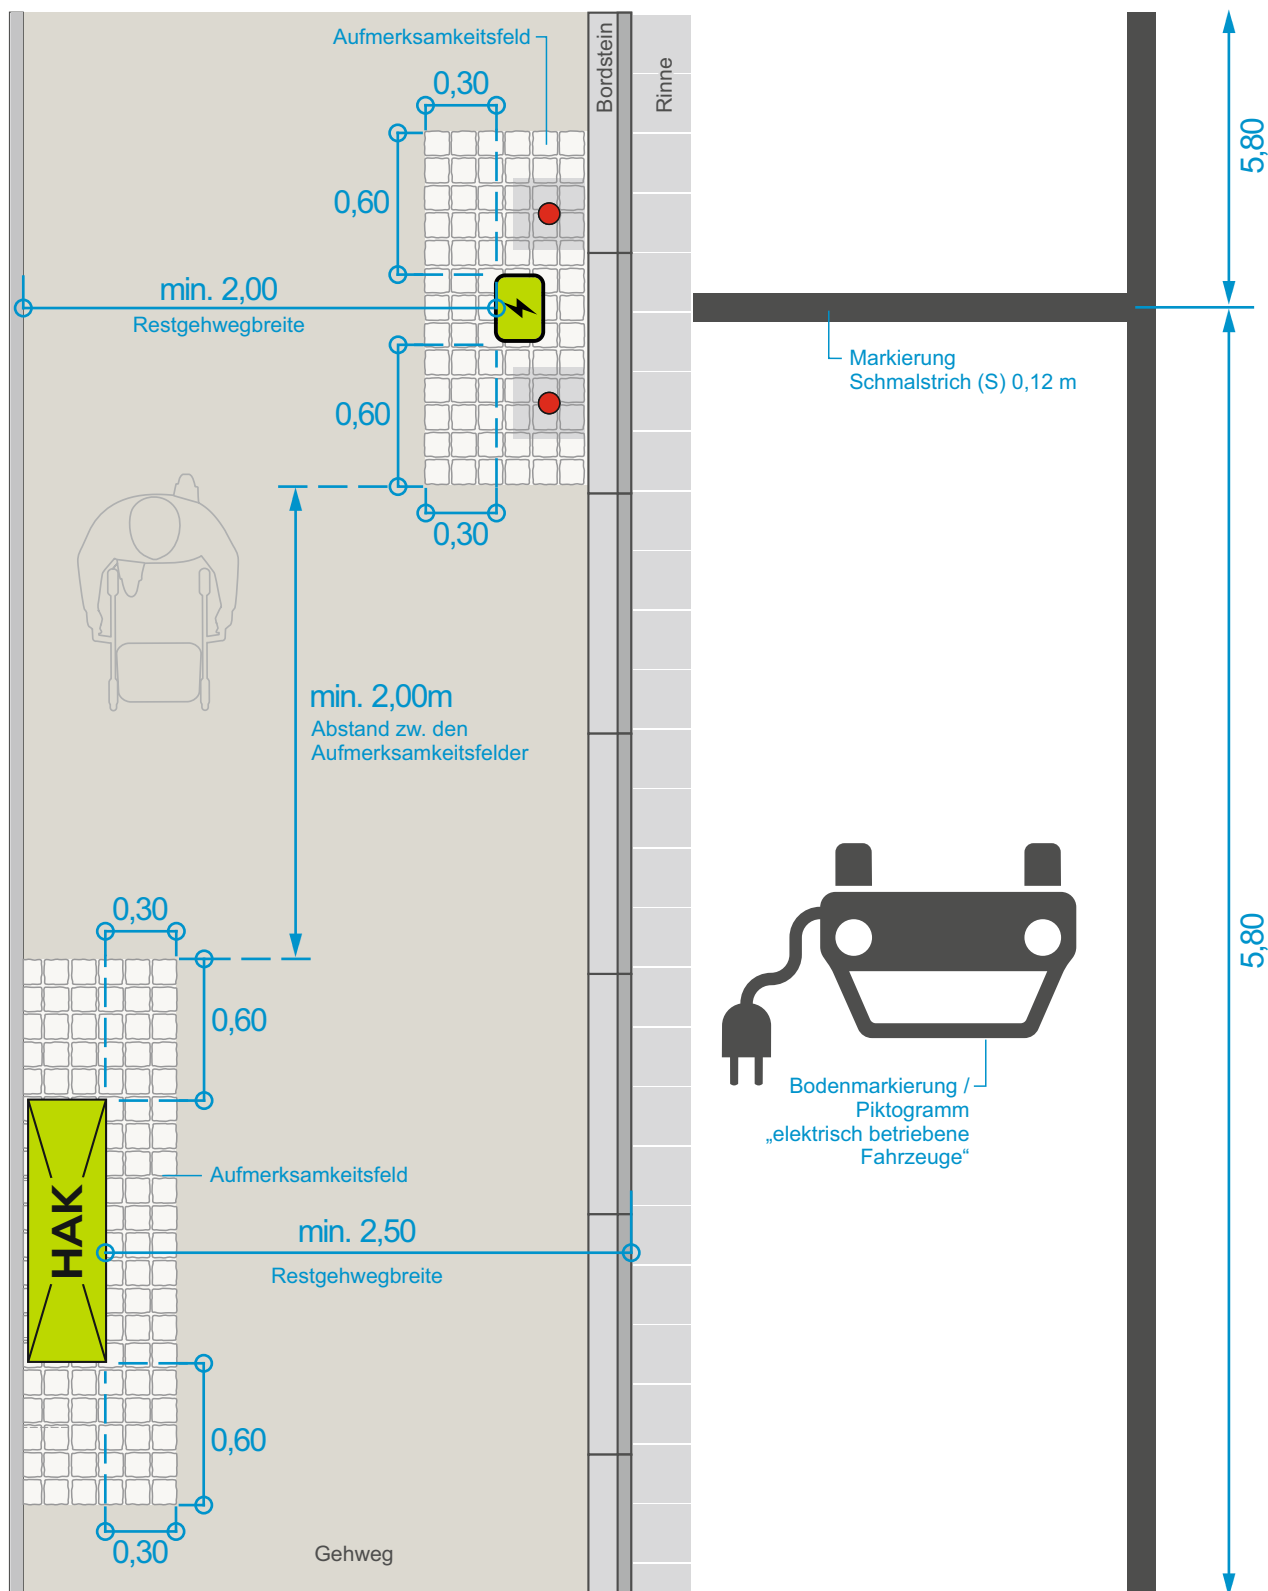 Aufmerksamkeitsfeld
Bordstein
Rinne
0,30
5,80
0,60
min. 2,00
Restgehwegbreite
Markierung
Schmalstrich (S) 0,12 m
0,60
0,30
min. 2,00m
Abstand zw. den
Aufmerksamkeitsfelder
0,30
5,80
0,60
Bodenmarkierung /
Piktogramm
„elektrisch betriebene
Fahrzeuge“
Aufmerksamkeitsfeld
HAK
min. 2,50
Restgehwegbreite
0,60
0,30
Gehweg